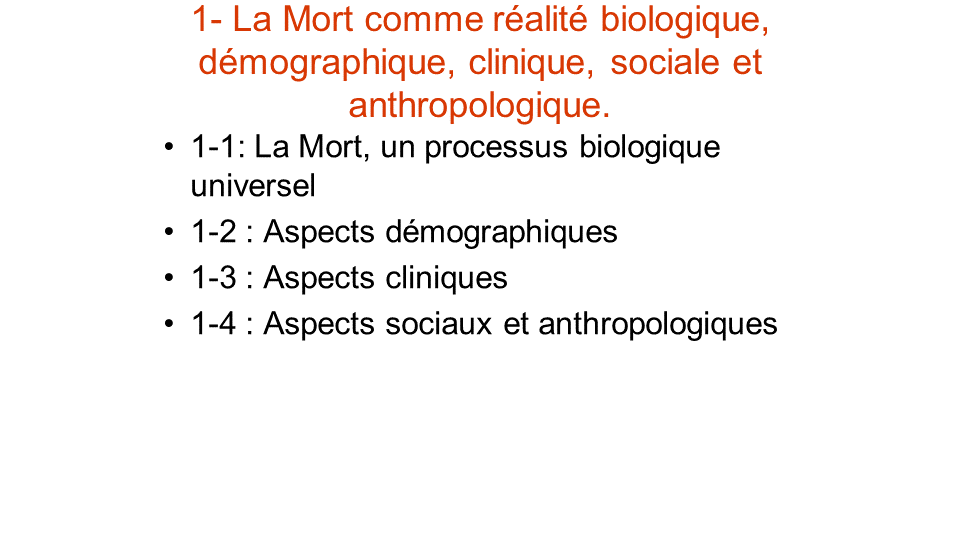 1- La Mort comme réalité biologique,
démographique, clinique, sociale et
anthropologique.
• 1-1: La Mort, un processus biologique
universel
• 1-2 : Aspects démographiques
• 1-3 : Aspects cliniques
• 1-4 : Aspects sociaux et anthropologiques